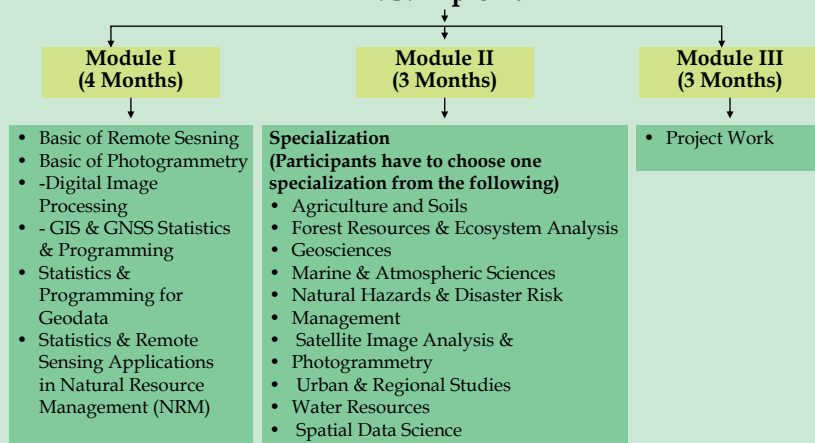 Module I
(4 Months)
• Basic of Remote Sesning
• Basic of Photogrammetry
• -Digital Image
Processing
• - GIS & GNSS Statistics
& Programming
• Statistics &
Programming for
Geodata
• Statistics & Remote
Sensing Applications
in Natural Resource
Management (NRM)
Module II
(3 Months)
Specialization
(Participants have to choose one
specialization from the following)
• Agriculture and Soils
• Forest Resources & Ecosystem Analysis
• Geosciences
• Marine & Atmospheric Sciences
• Natural Hazards & Disaster Risk
• Management
• Satellite Image Analysis &
• Photogrammetry
• Urban & Regional Studies
• Water Resources
• Spatial Data Science
Module III
(3 Months)
• Project Work